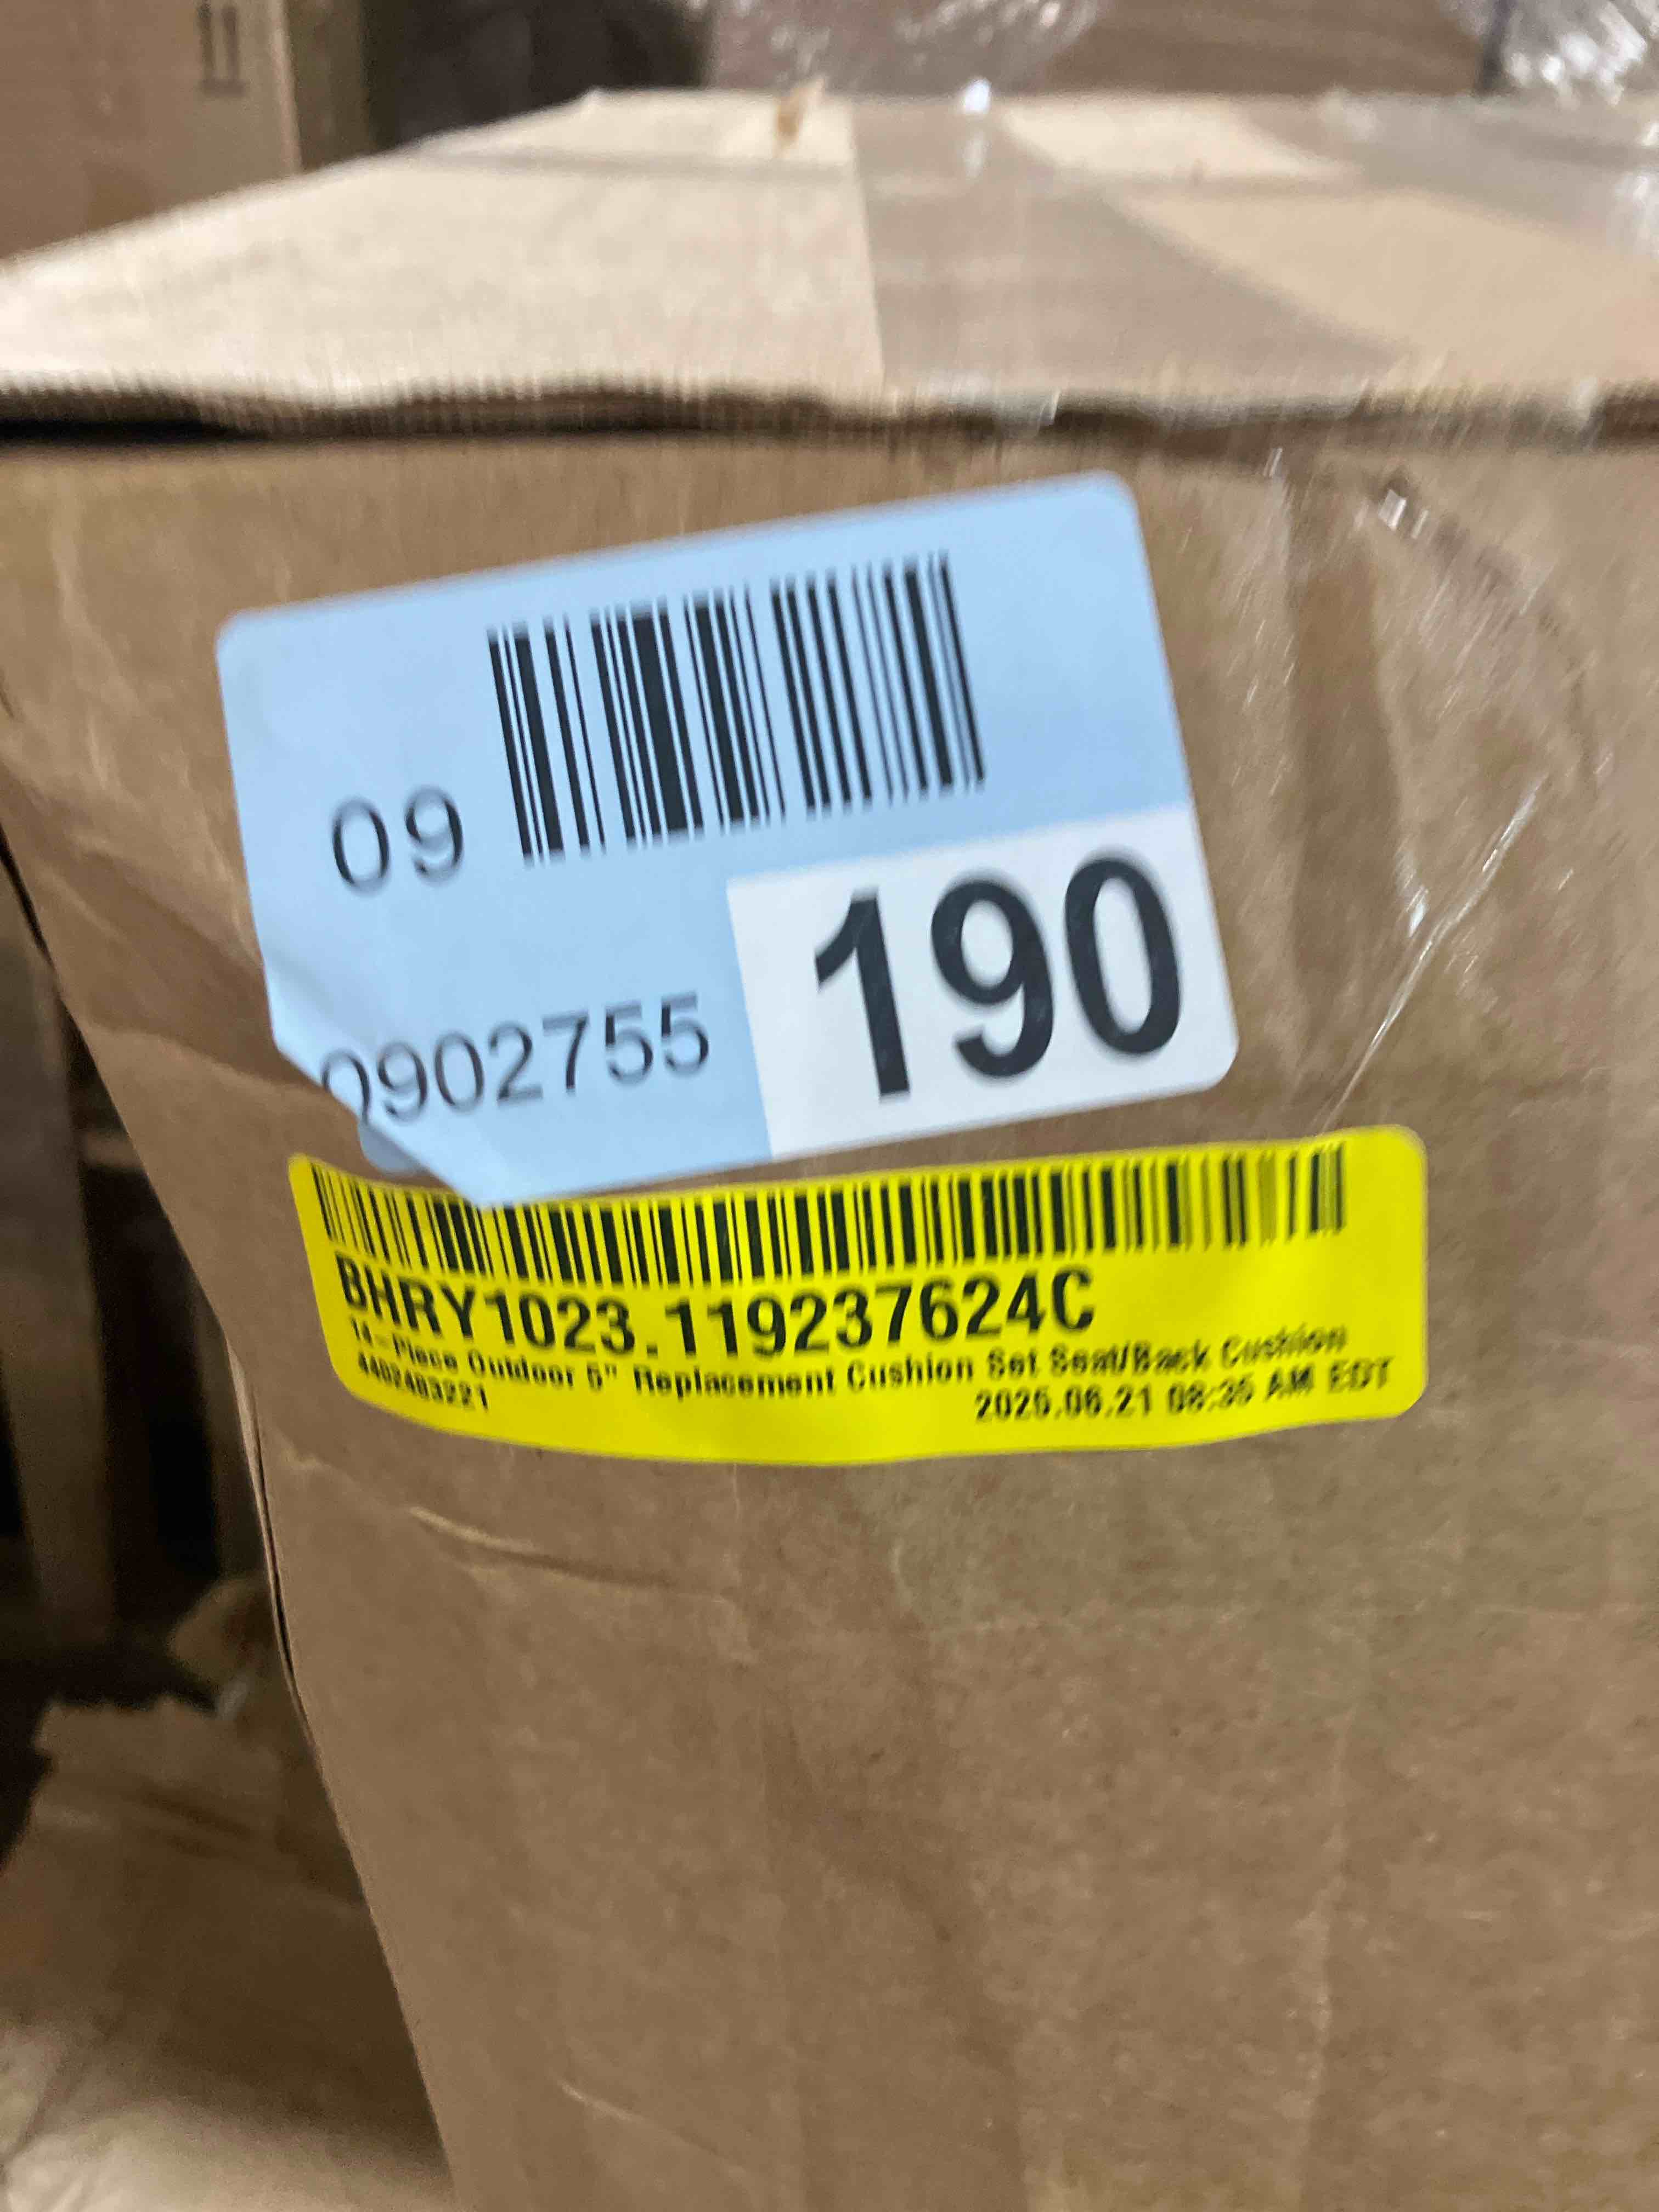 09
0902755
190
BHRY1023.119237624C
14-Piece Outdoor 5" Replacement Cushion Set Seat/Back Cushion
4402403221
2025.06.21 08:35 AM EDT